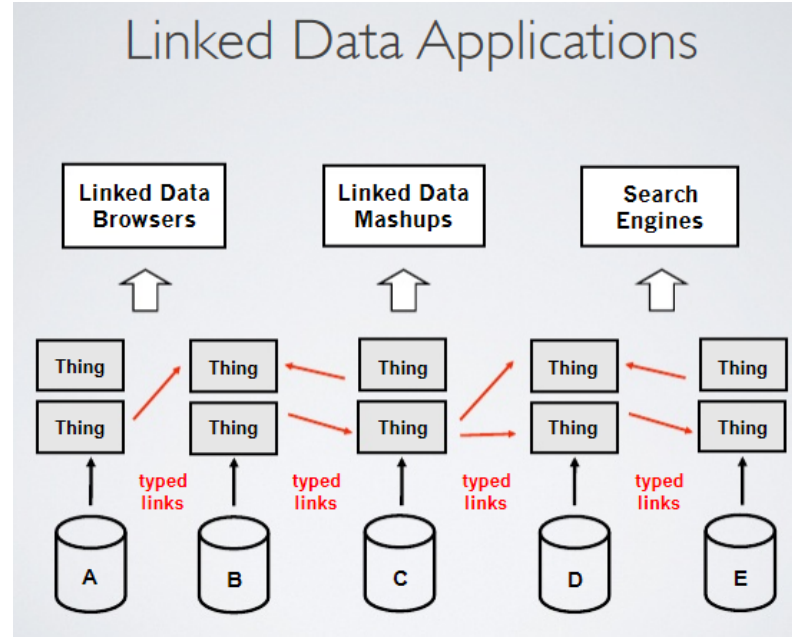 Linked Data Applications
Linked Data
Browsers
Linked Data
Mashups
Search
Engines
Thing
Thing
Thing
Thing
Thing
Thing
Thing
Thing
Thing
Thing
typed
links
typed
links
typed
links
typed
links
A
B
C
D
E